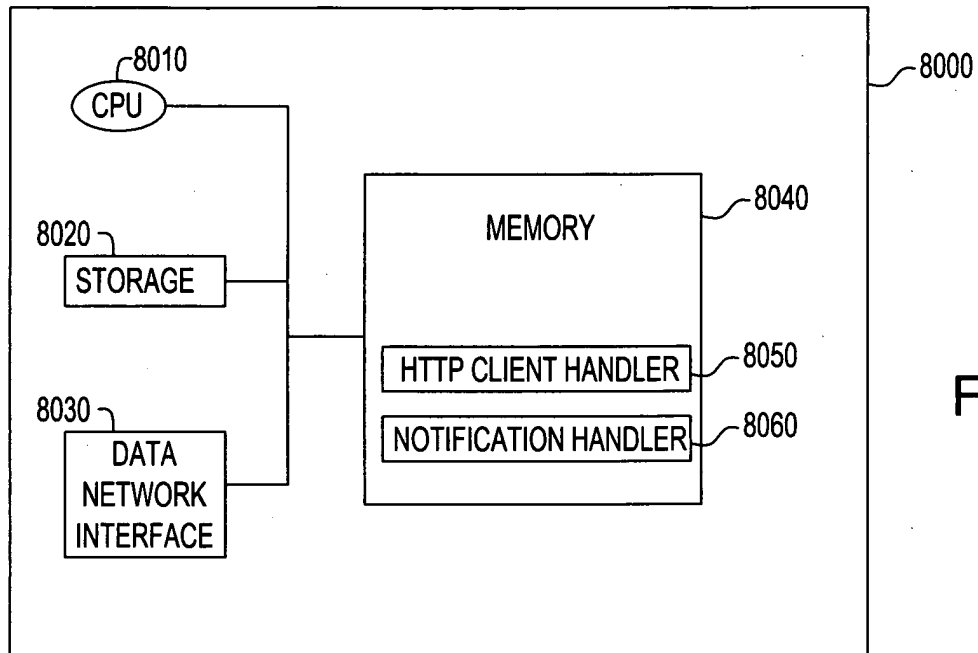 8010
CPU
8000
8040
MEMORY
8020
STORAGE
HTTP CLIENT HANDLER
8050
8030
NOTIFICATION HANDLER
8060
DATA
NETWORK
INTERFACE
F